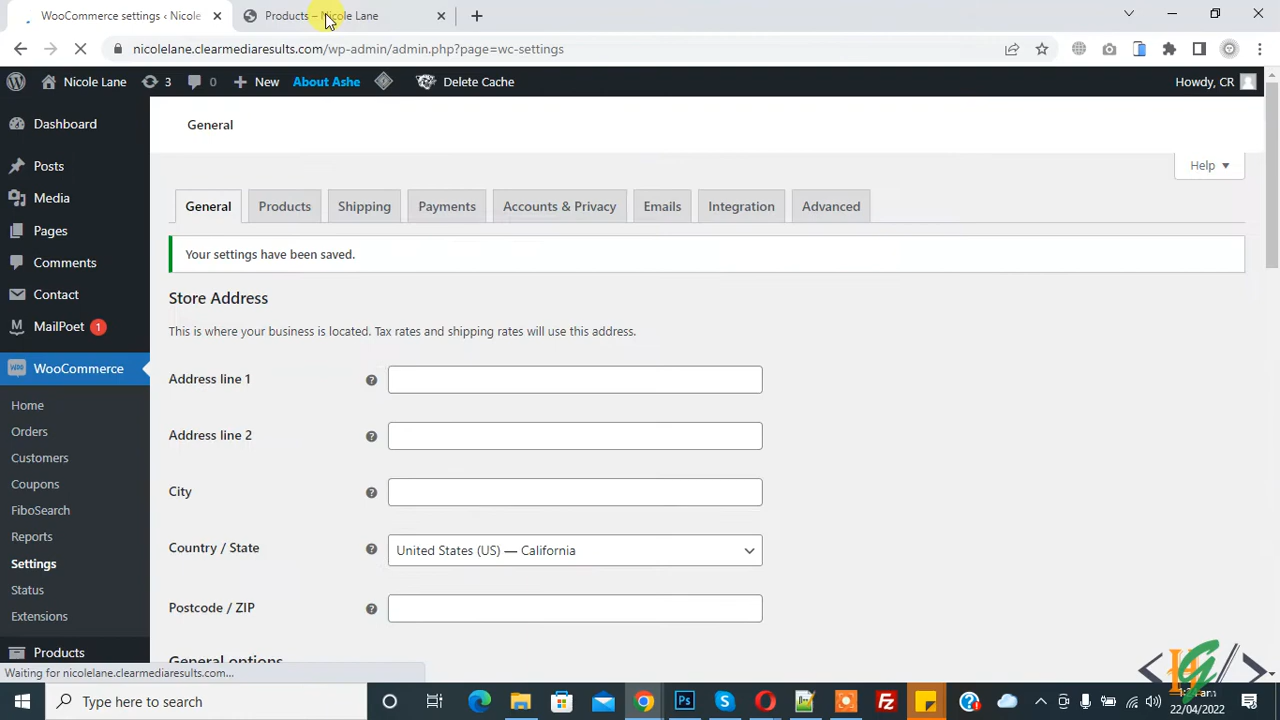 WooCommerce settings ‹ Nicole
Products – Nicole Lane
nicolelane.clearmediaresults.com/wp-admin/admin.php?page=wc-settings
Nicole Lane
3
0
New
About Ashe
Delete Cache
Howdy, CR
Dashboard
Posts
Media
Pages
Comments
Contact
MailPoet 1
WooCommerce
Home
Orders
Customers
Coupons
FiboSearch
Reports
Settings
Status
Extensions
Products
General
Help
General
Products
Shipping
Payments
Accounts & Privacy
Emails
Integration
Advanced
Your settings have been saved.
Store Address
This is where your business is located. Tax rates and shipping rates will use this address.
Address line 1
Address line 2
City
Country / State
United States (US) — California
Postcode / ZIP
General options
Waiting for nicolelane.clearmediaresults.com...
Type here to search
22/04/2022